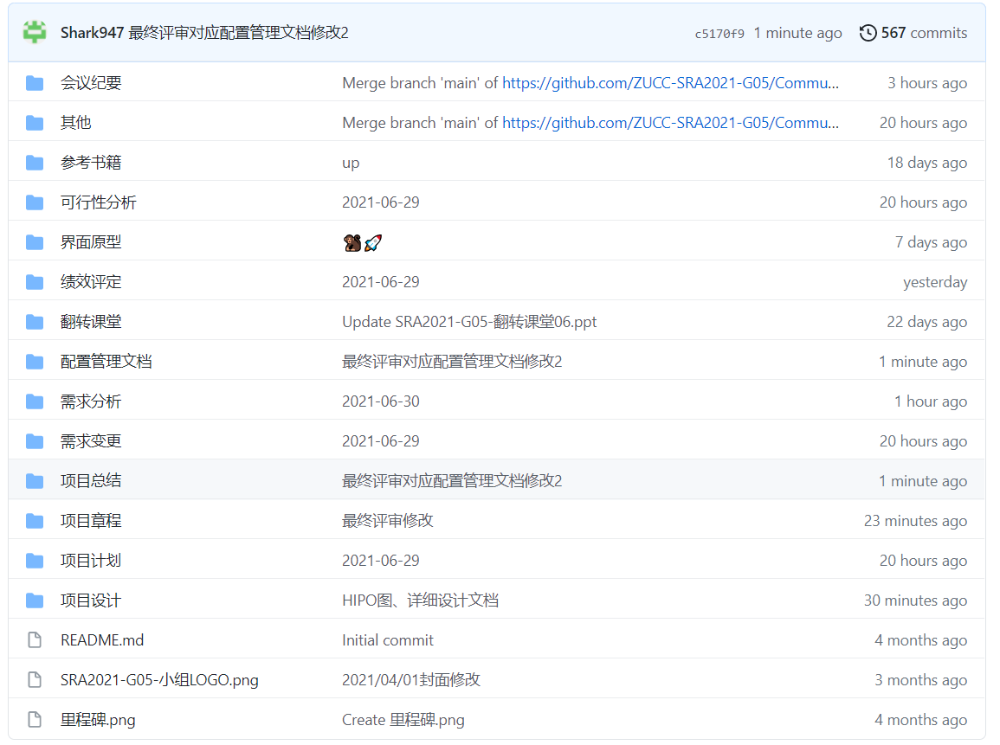 Shark947 最终评审对应配置管理文档修改2 c5170f9 1 minute ago 567 commits
会议纪要 Merge branch 'main' of https://github.com/ZUCC-SRA2021-G05/Commu... 3 hours ago
其他 Merge branch 'main' of https://github.com/ZUCC-SRA2021-G05/Commu... 20 hours ago
参考书籍 up 18 days ago
可行性分析 2021-06-29 20 hours ago
界面原型 🐿🚀 7 days ago
绩效评定 2021-06-29 yesterday
翻转课堂 Update SRA2021-G05-翻转课堂06.ppt 22 days ago
配置管理文档 最终评审对应配置管理文档修改2 1 minute ago
需求分析 2021-06-30 1 hour ago
需求变更 2021-06-29 20 hours ago
项目总结 最终评审对应配置管理文档修改2 1 minute ago
项目章程 最终评审修改 23 minutes ago
项目计划 2021-06-29 20 hours ago
项目设计 HIPO图、详细设计文档 30 minutes ago
README.md Initial commit 4 months ago
SRA2021-G05-小组LOGO.png 2021/04/01封面修改 3 months ago
里程碑.png Create 里程碑.png 4 months ago